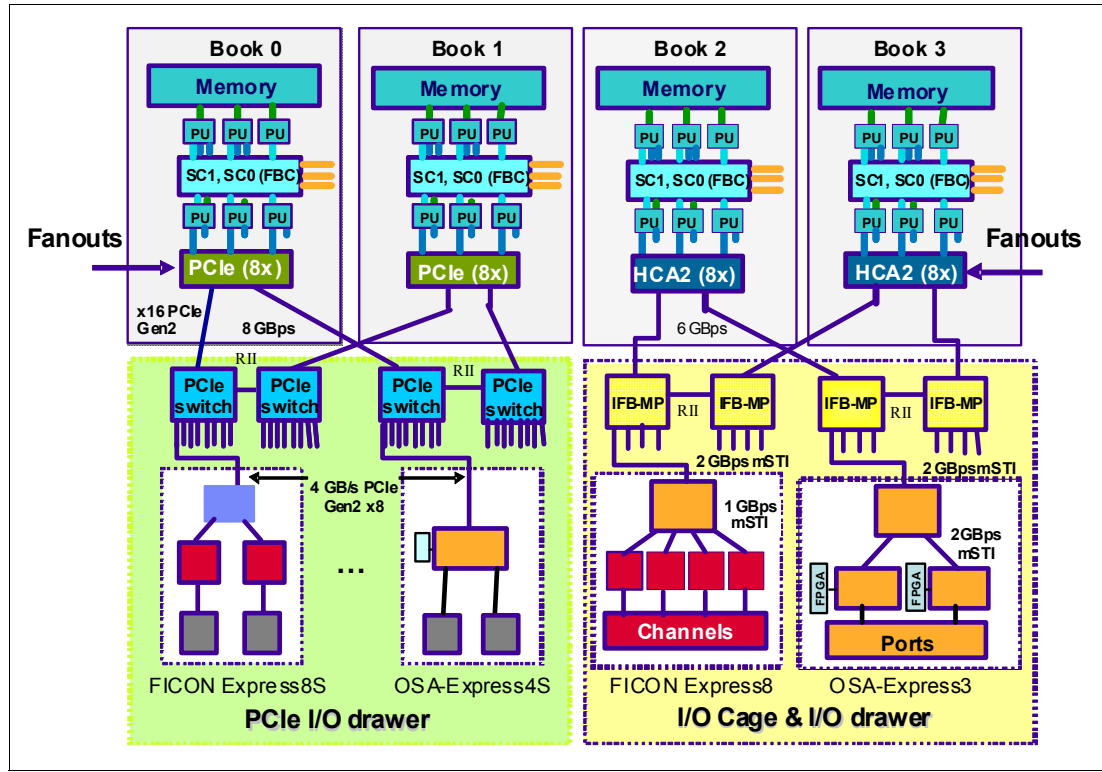 Book 0
Book 1
Book 2
Book 3
Memory
Memory
Memory
Memory
PU PU PU
PU PU PU
PU PU PU
PU PU PU
SC1, SC0 (FBC)
SC1, SC0 (FBC)
SC1, SC0 (FBC)
SC1, SC0 (FBC)
PU PU PU
PU PU PU
PU PU PU
PU PU PU
Fanouts
Fanouts
PCIe (8x)
PCIe (8x)
HCA2 (8x)
HCA2 (8x)
x16 PCIe
Gen2
8 GBps
6 GBps
RII
RII
RII
RII
PCIe
switch
PCIe
switch
PCIe
switch
PCIe
switch
IFB-MP
IFB-MP
IFB-MP
IFB-MP
2 GBps mSTI
2 GBps mSTI
4 GB/s PCIe
Gen2 x8
...
1 GBps
mSTI
2 GBps
mSTI
FPGA
FPGA
Channels
Ports
FICON Express8S
OSA-Express4S
FICON Express8
OSA-Express3
PCIe I/O drawer
I/O Cage & I/O drawer